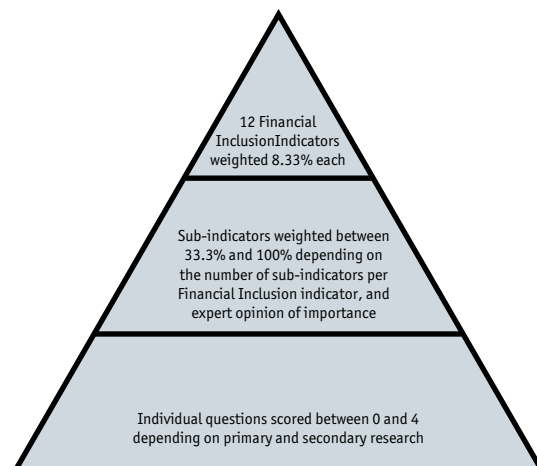 12 Financial
InclusionIndicators
weighted 8.33% each
Sub-indicators weighted between
33.3% and 100% depending on
the number of sub-indicators per
Financial Inclusion indicator, and
expert opinion of importance
Individual questions scored between 0 and 4
depending on primary and secondary research